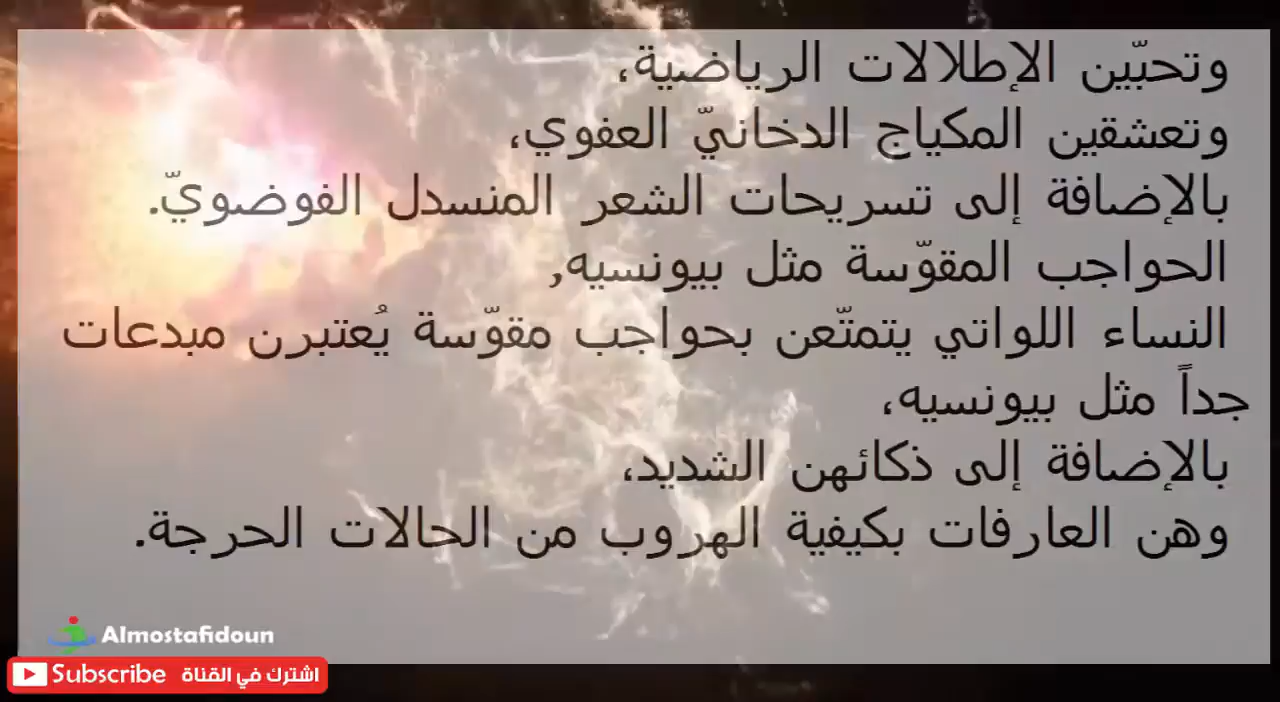 وتحبّين الإطلالات الرياضية،
وتعشقين المكياج الدخانيّ العفوي،
بالإضافة إلى تسريحات الشعر المنسدل الفوضويّ.
الحواجب المقوّسة مثل بيونسيه,
النساء اللواتي يتمتّعن بحواجب مقوّسة يُعتبرن مبدعات
جداً مثل بيونسيه،
بالإضافة إلى ذكائهن الشديد،
وهن العارفات بكيفية الهروب من الحالات الحرجة.
Almostafidoun
Subscribe اشترك في القناة